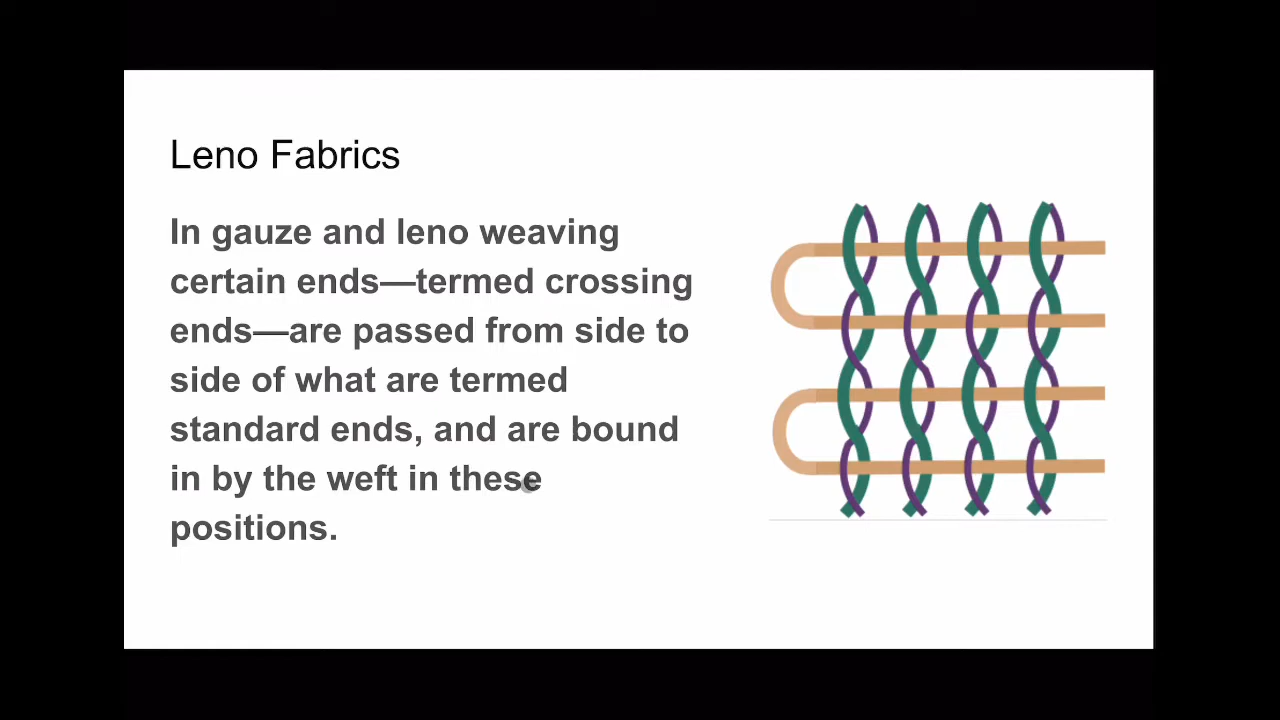 Leno Fabrics
In gauze and leno weaving
certain ends—termed crossing
ends—are passed from side to
side of what are termed
standard ends, and are bound
in by the weft in these
positions.